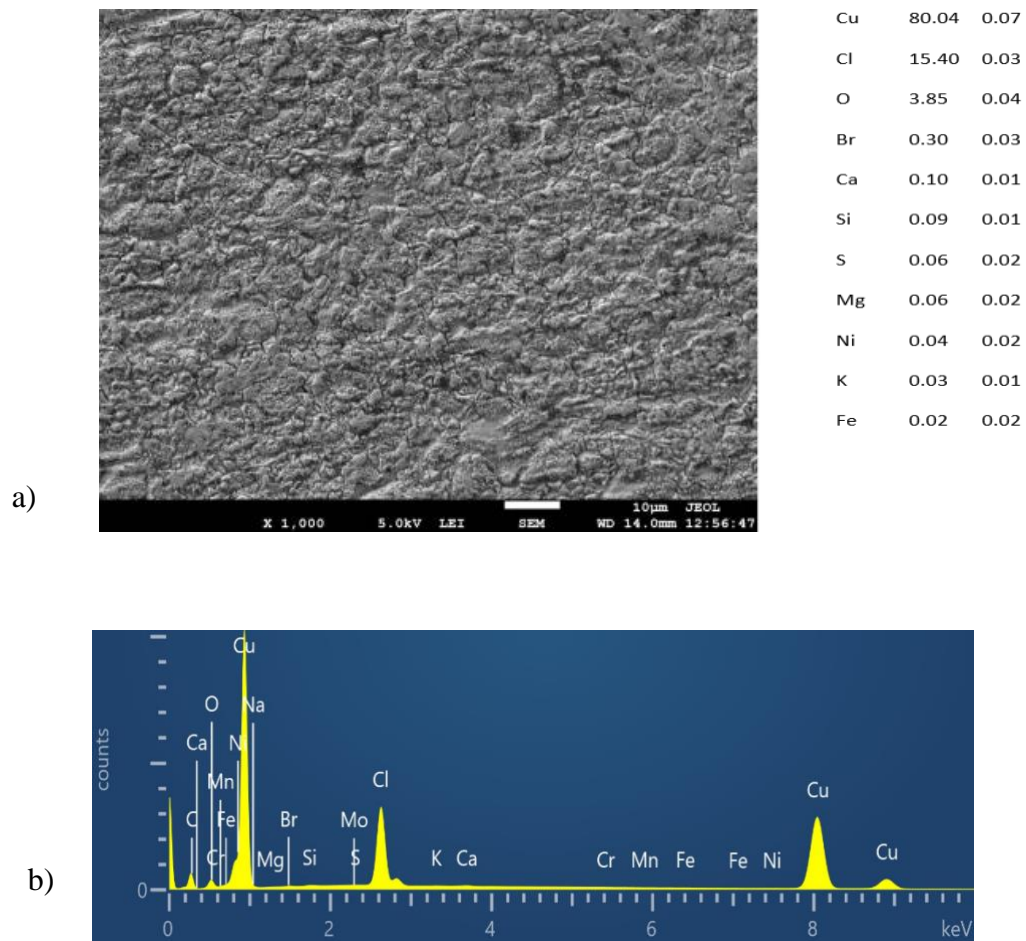 Cu 80.04 0.07
Cl 15.40 0.03
O 3.85 0.04
Br 0.30 0.03
Ca 0.10 0.01
Si 0.09 0.01
S 0.06 0.02
Mg 0.06 0.02
Ni 0.04 0.02
K 0.03 0.01
Fe 0.02 0.02
a)
10µm JEOL
X 1,000 5.0kV LEI SEM WD 14.0mm 12:56:47
b)
counts
Cu
O Na
Ca Ni
Mn Cl
Cu
C Fe Br Mo
Cr Mg Si S K Ca Cr Mn Fe Fe Ni Cu
0
0 2 4 6 8 keV